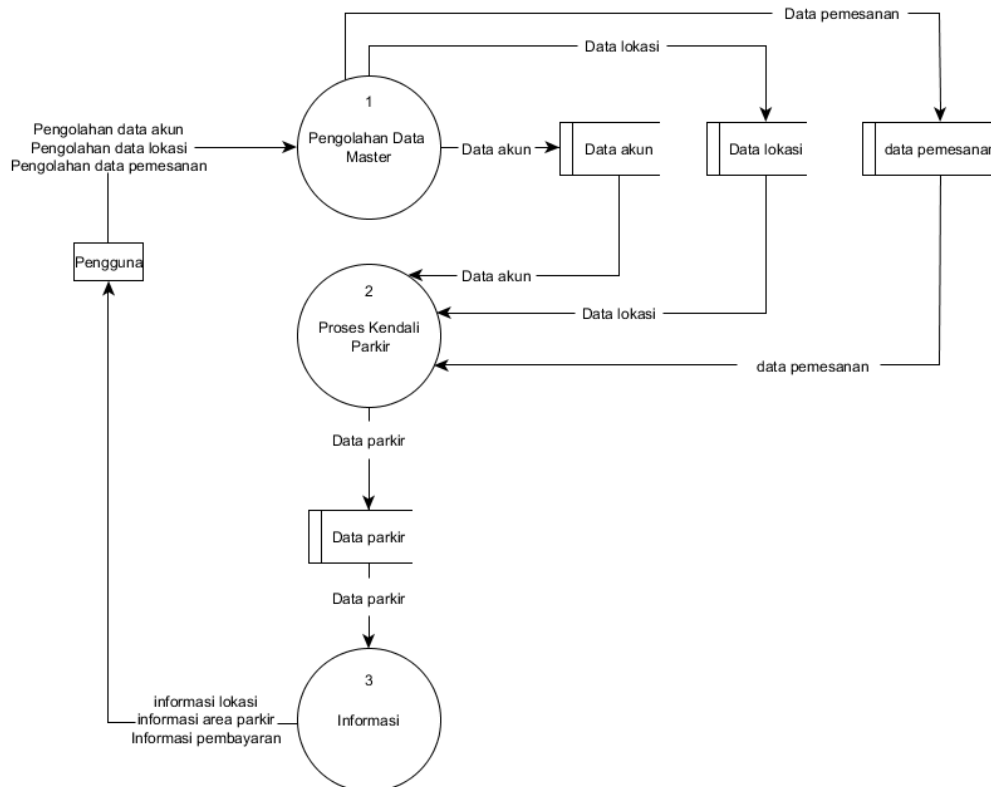 Data pemesanan
Data lokasi
1
Pengolahan Data
Master
Pengolahan data akun
Pengolahan data lokasi
Pengolahan data pemesanan
Data akun
Data akun
Data lokasi
data pemesanan
Pengguna
Data akun
2
Proses Kendali
Parkir
Data lokasi
data pemesanan
Data parkir
Data parkir
Data parkir
3
Informasi
informasi lokasi
informasi area parkir
Informasi pembayaran